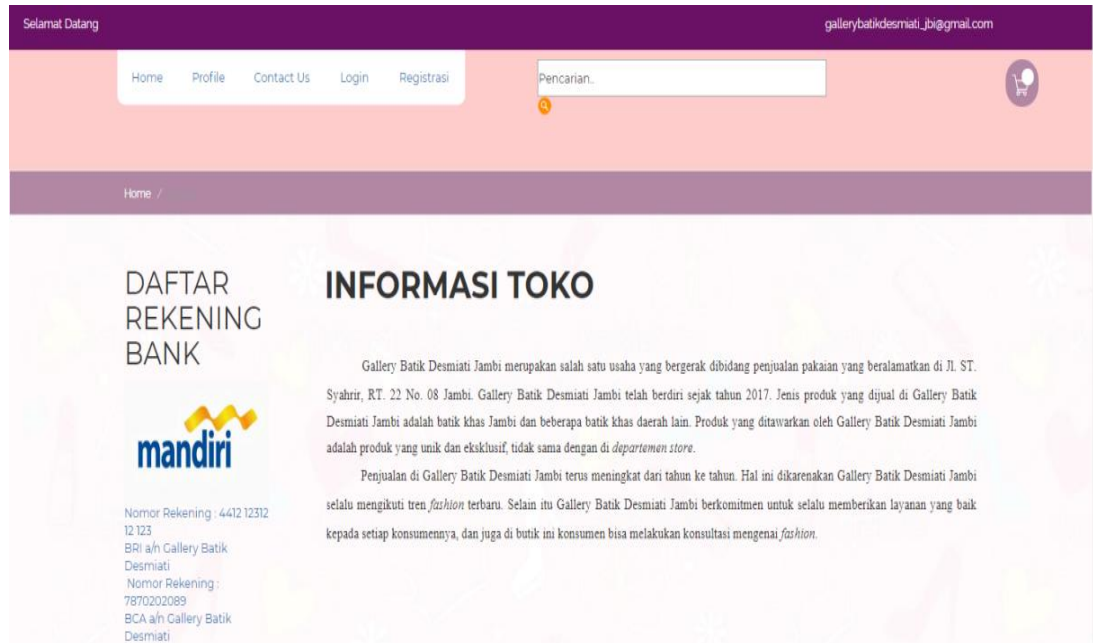 Selamat Datang
gallerybatikdesmiati_jbi@gmail.com
Home Profile Contact Us Login Registrasi
Pencarian..
Home /
DAFTAR
REKENING
BANK
mandiri
Nomor Rekening : 4412 12312
12 123
BRI a/n Gallery Batik
Desmiati
Nomor Rekening :
7870202089
BCA a/n Gallery Batik
Desmiati
INFORMASI TOKO
Gallery Batik Desmiati Jambi merupakan salah satu usaha yang bergerak dibidang penjualan pakaian yang beralamatkan di Jl. ST.
Syahrir, RT. 22 No. 08 Jambi. Gallery Batik Desmiati Jambi telah berdiri sejak tahun 2017. Jenis produk yang dijual di Gallery Batik
Desmiati Jambi adalah batik khas Jambi dan beberapa batik khas daerah lain. Produk yang ditawarkan oleh Gallery Batik Desmiati Jambi
adalah produk yang unik dan eksklusif, tidak sama dengan di departemen store.
Penjualan di Gallery Batik Desmiati Jambi terus meningkat dari tahun ke tahun. Hal ini dikarenakan Gallery Batik Desmiati Jambi
selalu mengikuti tren fashion terbaru. Selain itu Gallery Batik Desmiati Jambi berkomitmen untuk selalu memberikan layanan yang baik
kepada setiap konsumennya, dan juga di butik ini konsumen bisa melakukan konsultasi mengenai fashion.